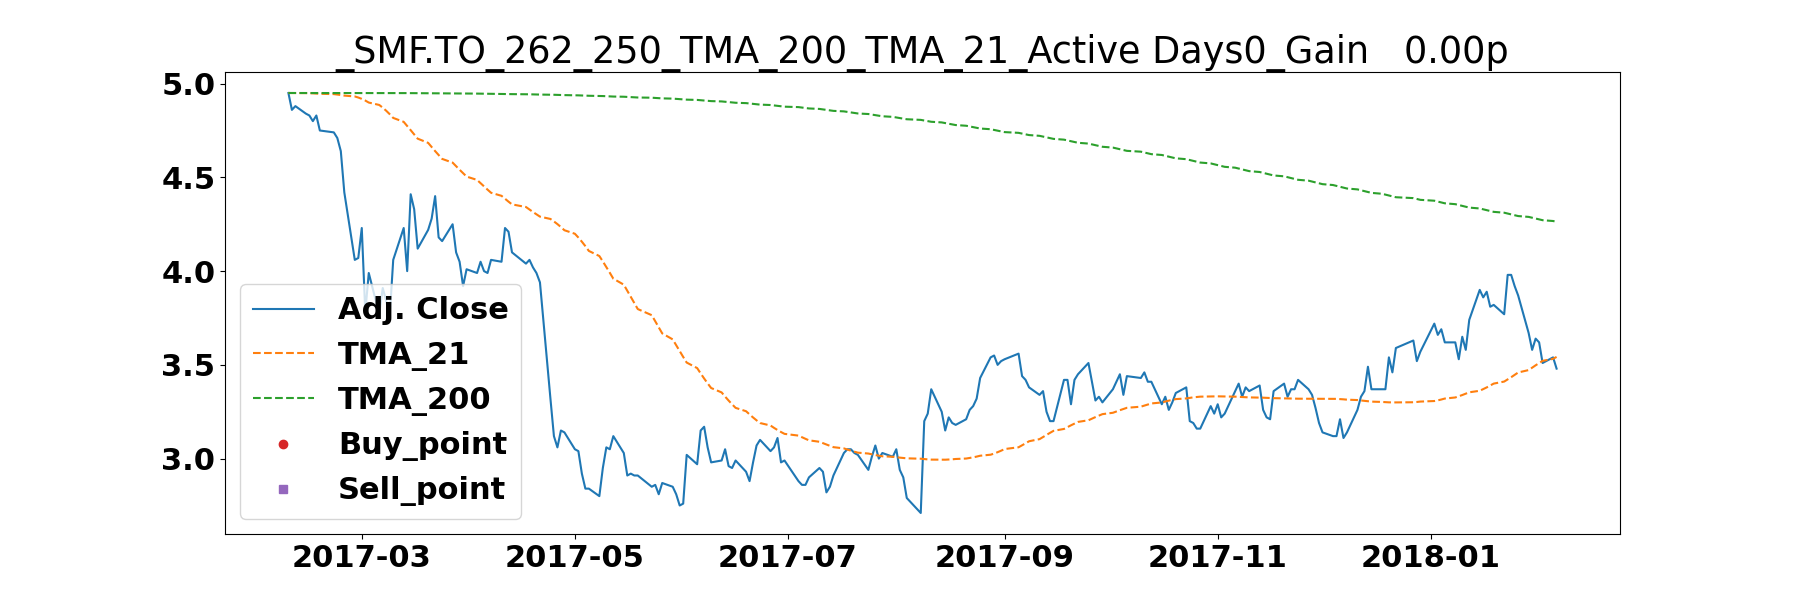 _SMF.TO_262_250_TMA_200_TMA_21_Active Days0_Gain   0.00p
5.0
4.5
4.0
3.5
3.0
Adj. Close
TMA_21
TMA_200
Buy_point
Sell_point
2017-03 2017-05 2017-07 2017-09 2017-11 2018-01